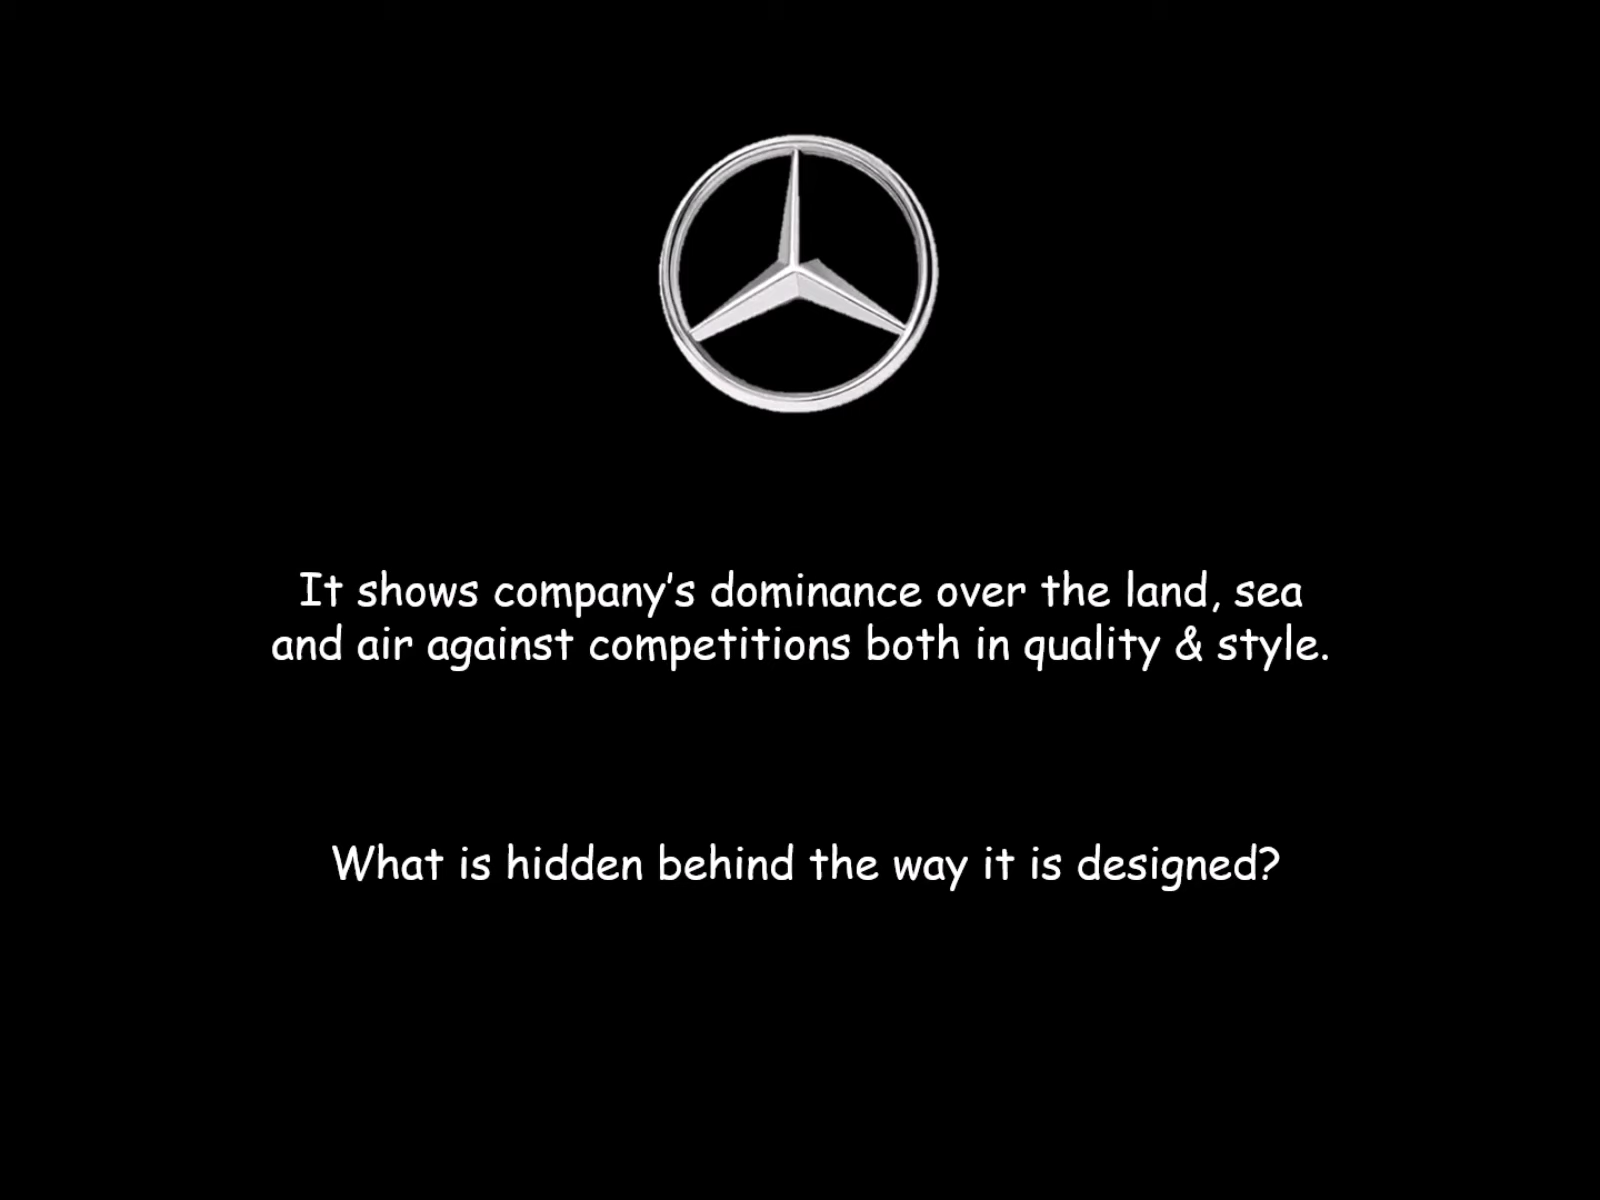 It shows company’s dominance over the land, sea
and air against competitions both in quality & style.
What is hidden behind the way it is designed?